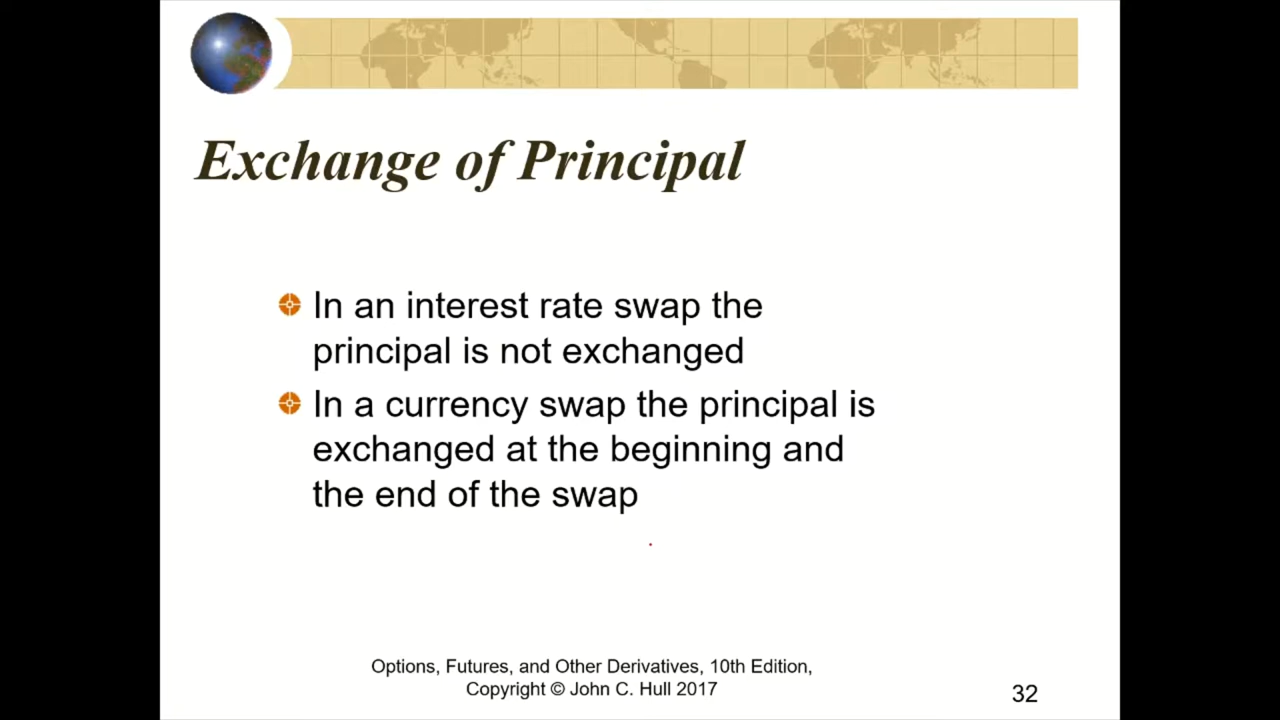 Exchange of Principal
In an interest rate swap the
principal is not exchanged
In a currency swap the principal is
exchanged at the beginning and
the end of the swap
Options, Futures, and Other Derivatives, 10th Edition,
Copyright © John C. Hull 2017
32